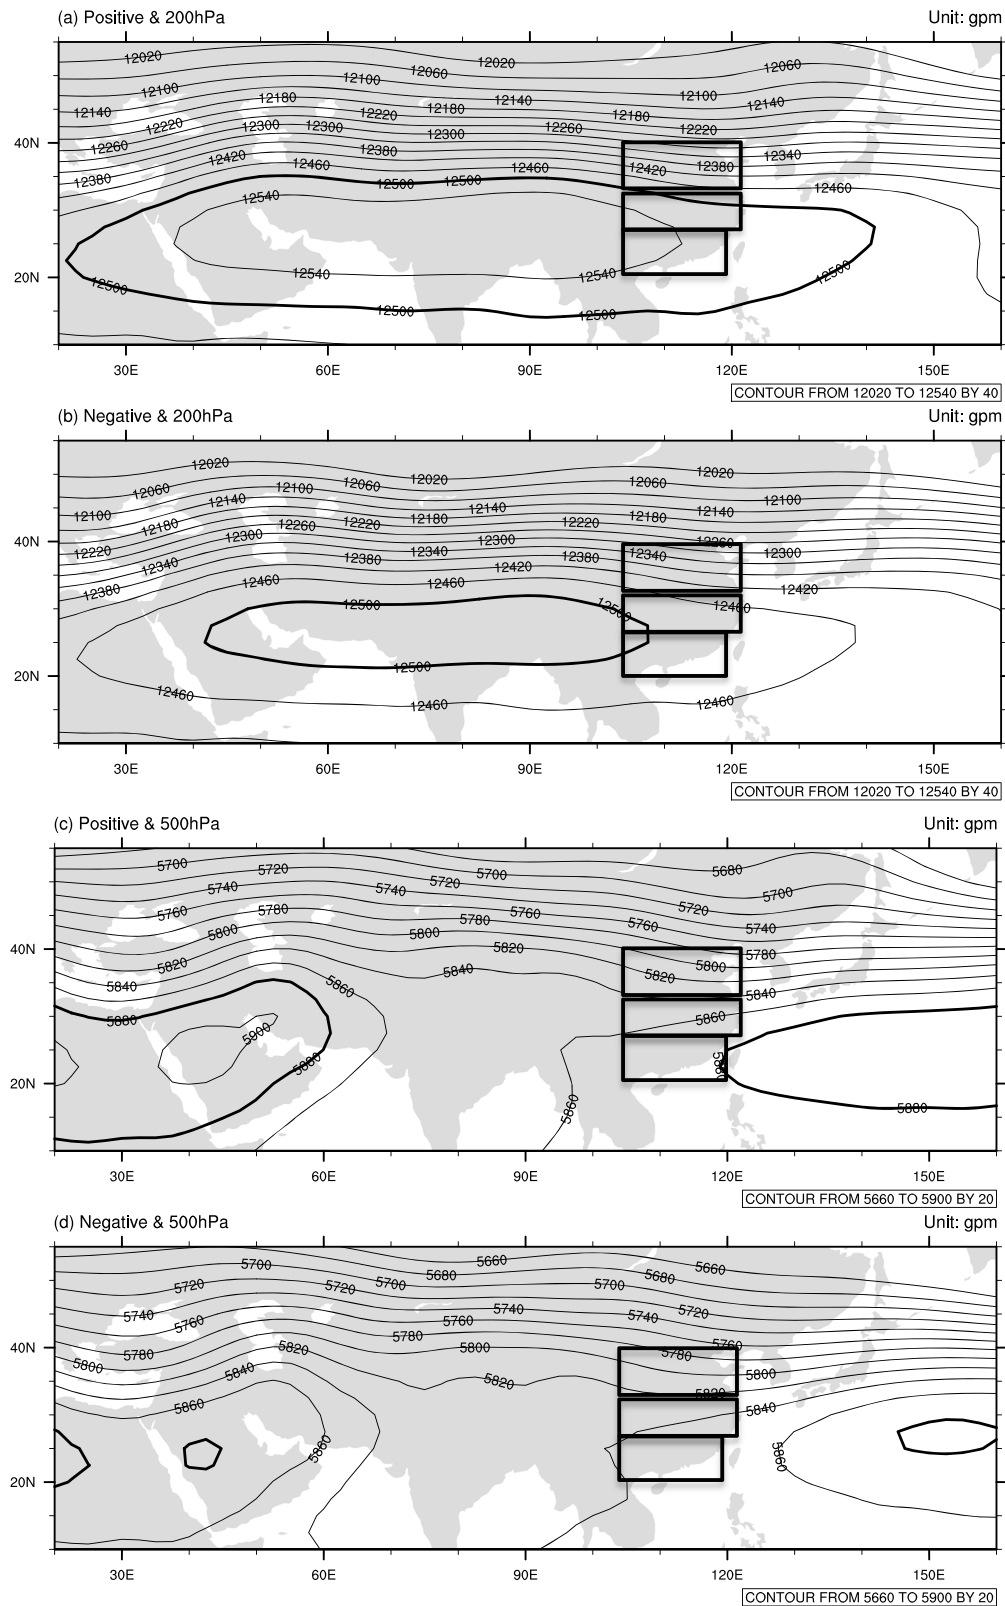 (a) Positive & 200hPa Unit: gpm
12020 12020 12060
12060
12100 12100 12100
12140 12180 12140 12140
12180 12180
12220 12220 12220
12260 12300 12300 12300 12260
40N
12380 12340
12380 12420 12460 12460 12420 12380
12500 12500 12460
12540
12540 12540 12500
20N
12500
12500 12500
30E 60E 90E 120E 150E
CONTOUR FROM 12020 TO 12540 BY 40
(b) Negative & 200hPa Unit: gpm
12020 12020 12020
12060 12060 12060
12100 12100
12100 12140 12140 12140
12180 12220 12180 12220 12180
12260
12220 12300 12300 12260
40N
12340 12380 12340 12380 12340 12300
12380 12460 12460 12420 12420
12500 12500 12460
12500
20N
12460 12460 12460
30E 60E 90E 120E 150E
CONTOUR FROM 12020 TO 12540 BY 40
(c) Positive & 500hPa Unit: gpm
5700 5720 5700 5680
5740 5740 5720 5700
5760 5780 5760 5720
5800 5800 5780 5760 5740
40N
5820 5840 5820 5820 5800 5780
5840 5860 5840
5880 5900 5860
5880 5880
20N
5860 5880
30E 60E 90E 120E 150E
CONTOUR FROM 5660 TO 5900 BY 20
(d) Negative & 500hPa Unit: gpm
5700 5680 5660 5660
5720 5720 5700 5700 5680
5740 5760 5760 5740 5740 5720
5780 5780 5760
40N
5800 5820 5800 5780
5840 5820 5800
5820
5860 5840
5860 5860
20N
30E 60E 90E 120E 150E
CONTOUR FROM 5660 TO 5900 BY 20